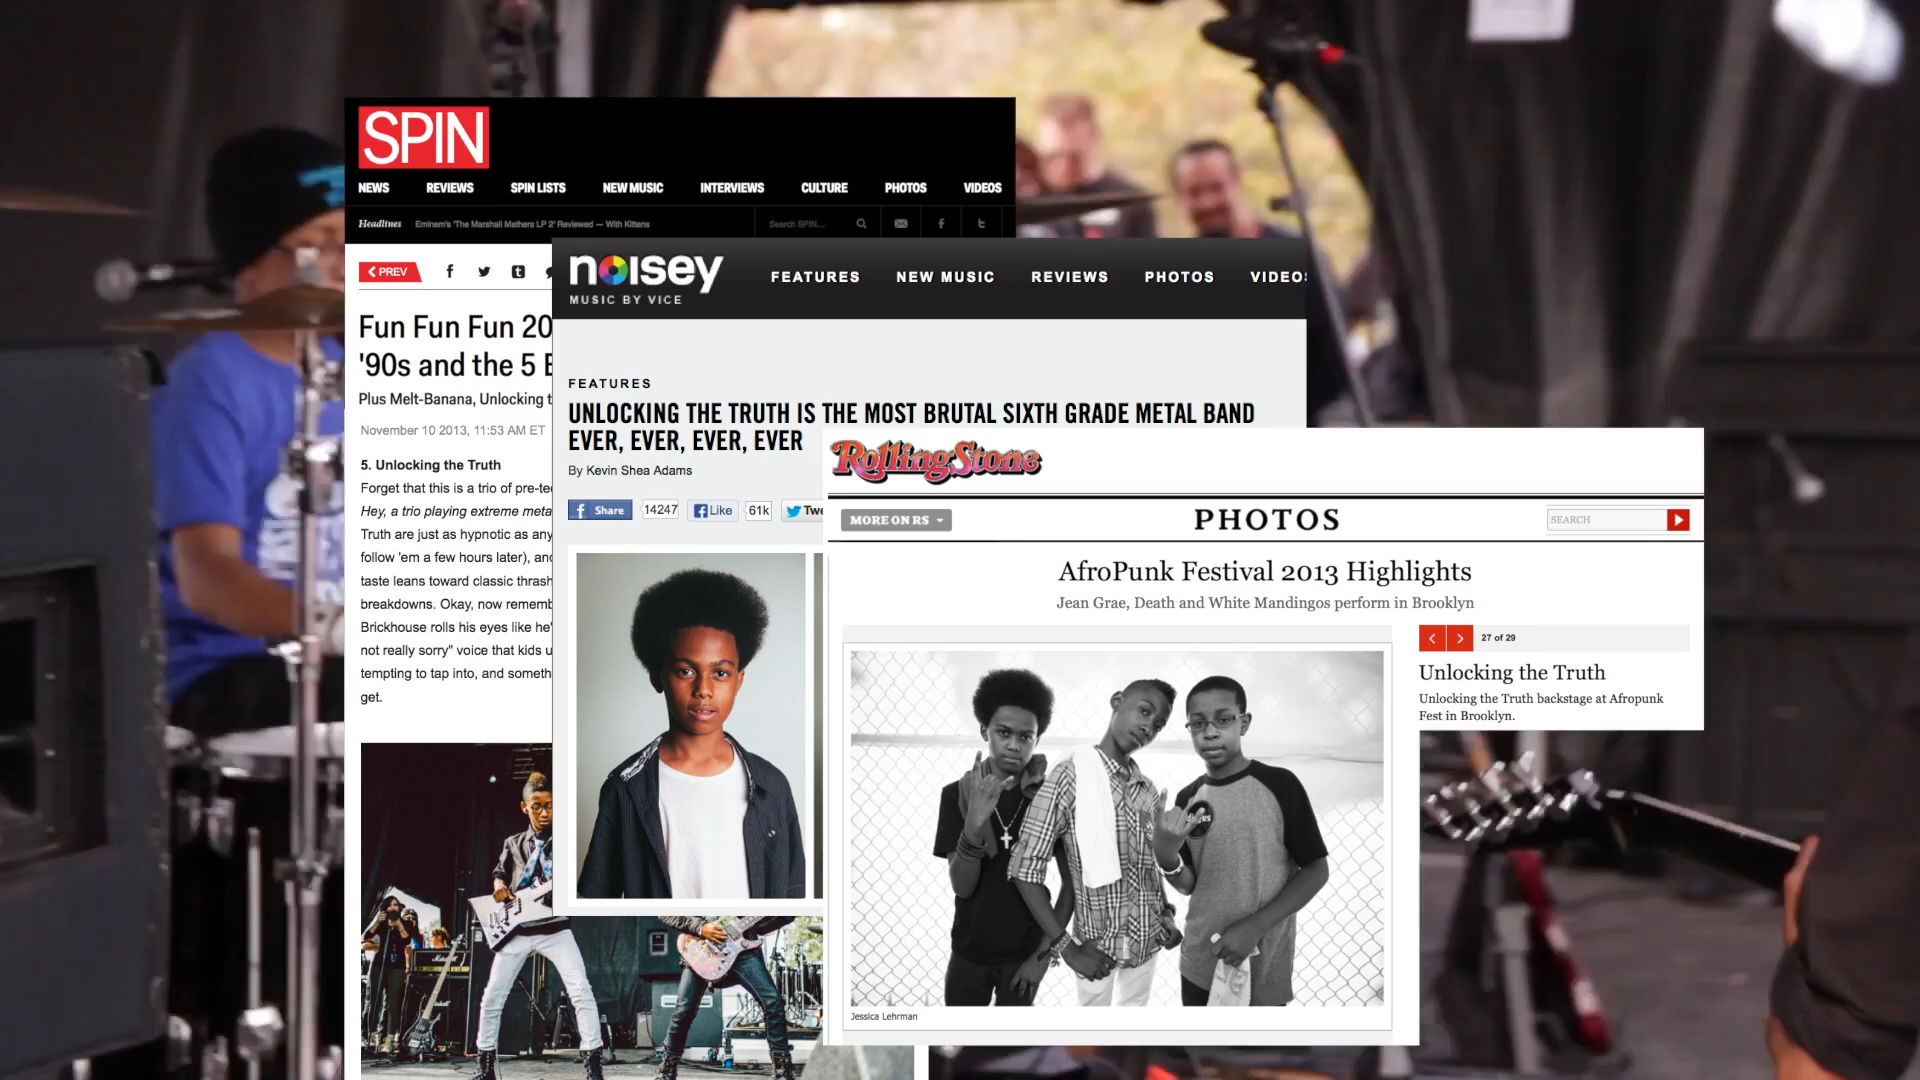 SPIN
NEWS REVIEWS SPIN LISTS NEW MUSIC INTERVIEWS CULTURE PHOTOS VIDEOS
Headlines Eminem's 'The Marshall Mathers LP 2' Reviewed — With Kittens Search SPIN...
PREV
Fun Fun Fun 20
'90s and the 5
Plus Melt-Banana, Unlocking
November 10 2013, 11:53 AM ET
5. Unlocking the Truth
Forget that this is a trio of
Hey, a trio playing extreme
Truth are just as hypnotic as any
follow 'em a few hours later),
taste leans toward classic thrash
breakdowns. Okay, now
Brickhouse rolls his eyes like
not really sorry" voice that kids
tempting to tap into, and
get.
noisey
MUSIC BY VICE
FEATURES NEW MUSIC REVIEWS PHOTOS VIDEOS
FEATURES
UNLOCKING THE TRUTH IS THE MOST BRUTAL SIXTH GRADE METAL BAND
EVER, EVER, EVER, EVER
By Kevin Shea Adams
Share 14247 Like 61k Twe
RollingStone
MORE ON RS PHOTOS SEARCH
AfroPunk Festival 2013 Highlights
Jean Grae, Death and White Mandingos perform in Brooklyn
27 of 29
Unlocking the Truth
Unlocking the Truth backstage at Afropunk
Fest in Brooklyn.
Jessica Lehrman
Marshall